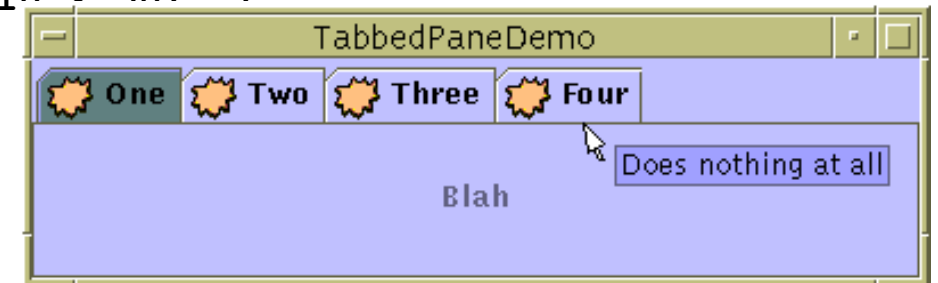 TabbedPaneDemo
One Two Three Four
Does nothing at all
Blah